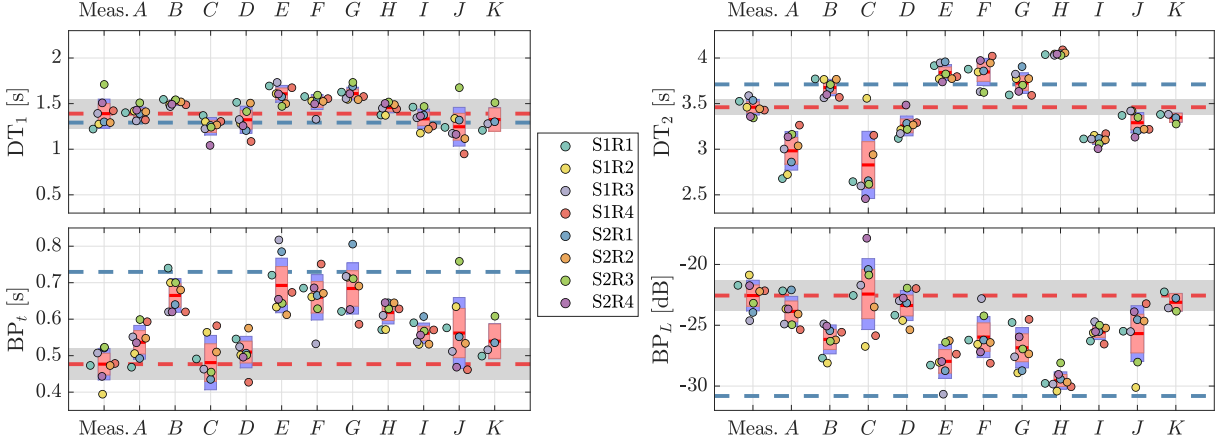 Meas. A B C D E F G H I J K
Meas. A B C D E F G H I J K
DT₁ [s]
2
1.5
1
0.5
DT₂ [s]
4
3.5
3
2.5
S1R1
S1R2
S1R3
S1R4
S2R1
S2R2
S2R3
S2R4
BPₜ [s]
0.8
0.7
0.6
0.5
0.4
BP_L [dB]
-20
-25
-30
Meas. A B C D E F G H I J K
Meas. A B C D E F G H I J K